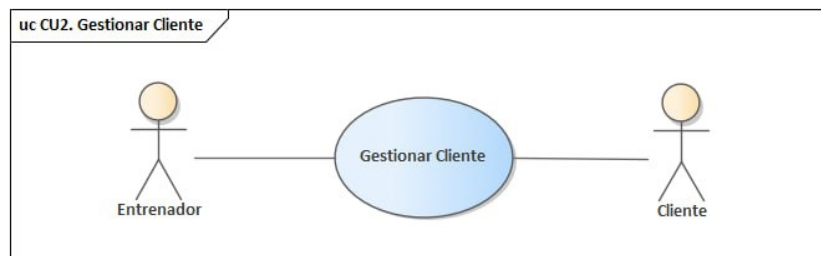 uc CU2. Gestionar Cliente
Gestionar Cliente
Entrenador
Cliente